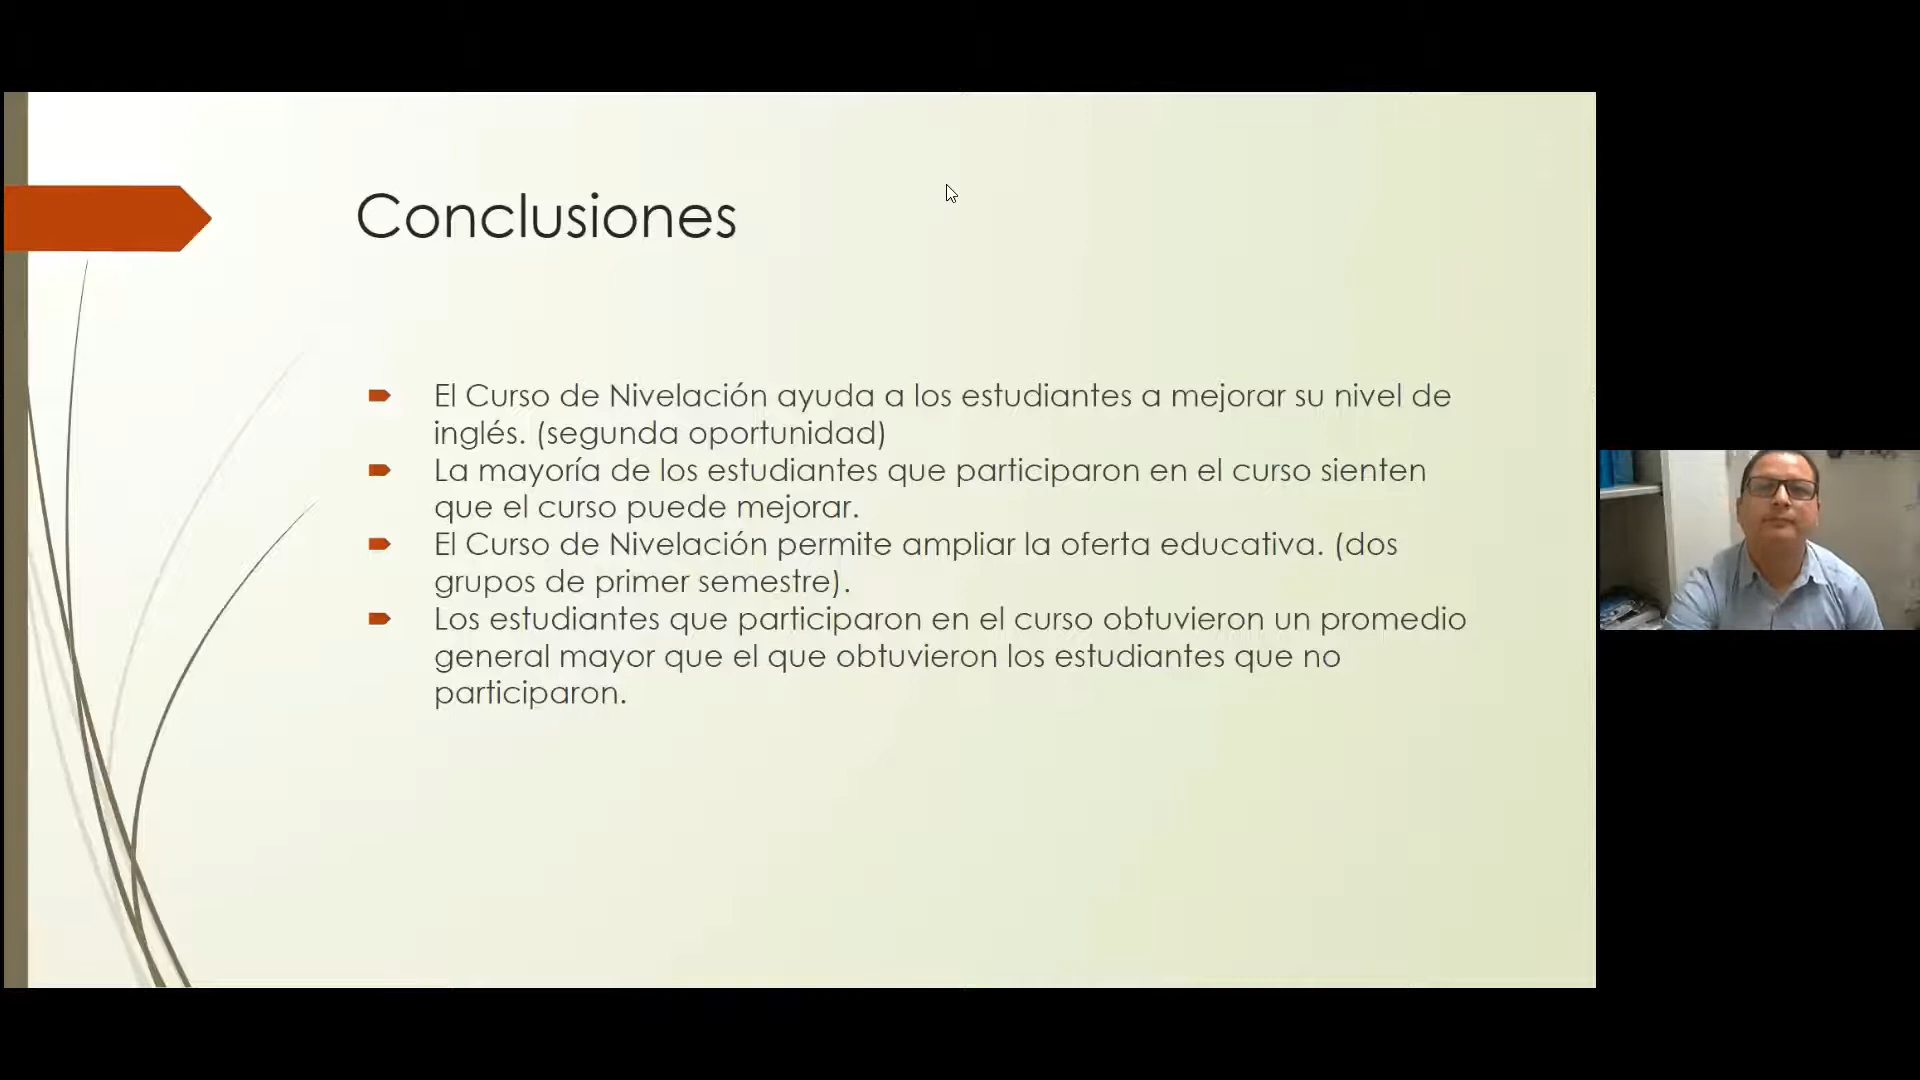 Conclusiones
El Curso de Nivelación ayuda a los estudiantes a mejorar su nivel de
inglés. (segunda oportunidad)
La mayoría de los estudiantes que participaron en el curso sienten
que el curso puede mejorar.
El Curso de Nivelación permite ampliar la oferta educativa. (dos
grupos de primer semestre).
Los estudiantes que participaron en el curso obtuvieron un promedio
general mayor que el que obtuvieron los estudiantes que no
participaron.